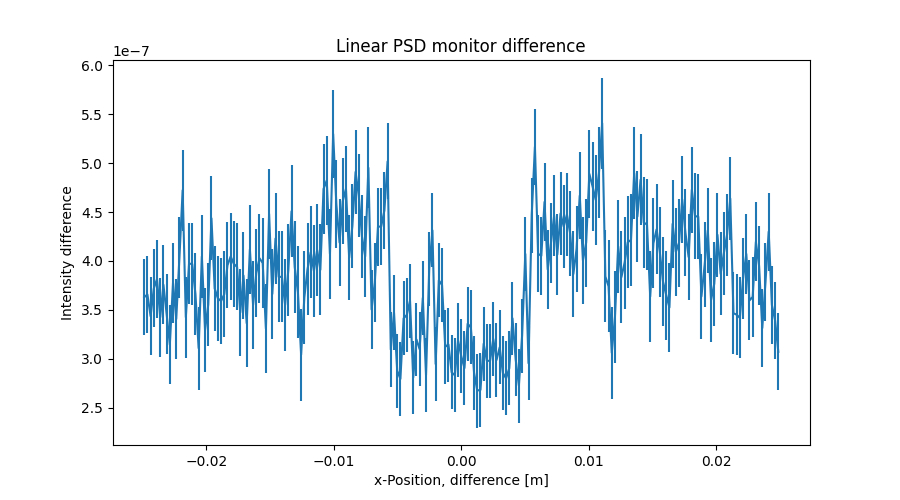 Linear PSD monitor difference
1e−7
6.0
5.5
5.0
4.5
4.0
3.5
3.0
2.5
Intensity difference
−0.02 −0.01 0.00 0.01 0.02
x-Position, difference [m]